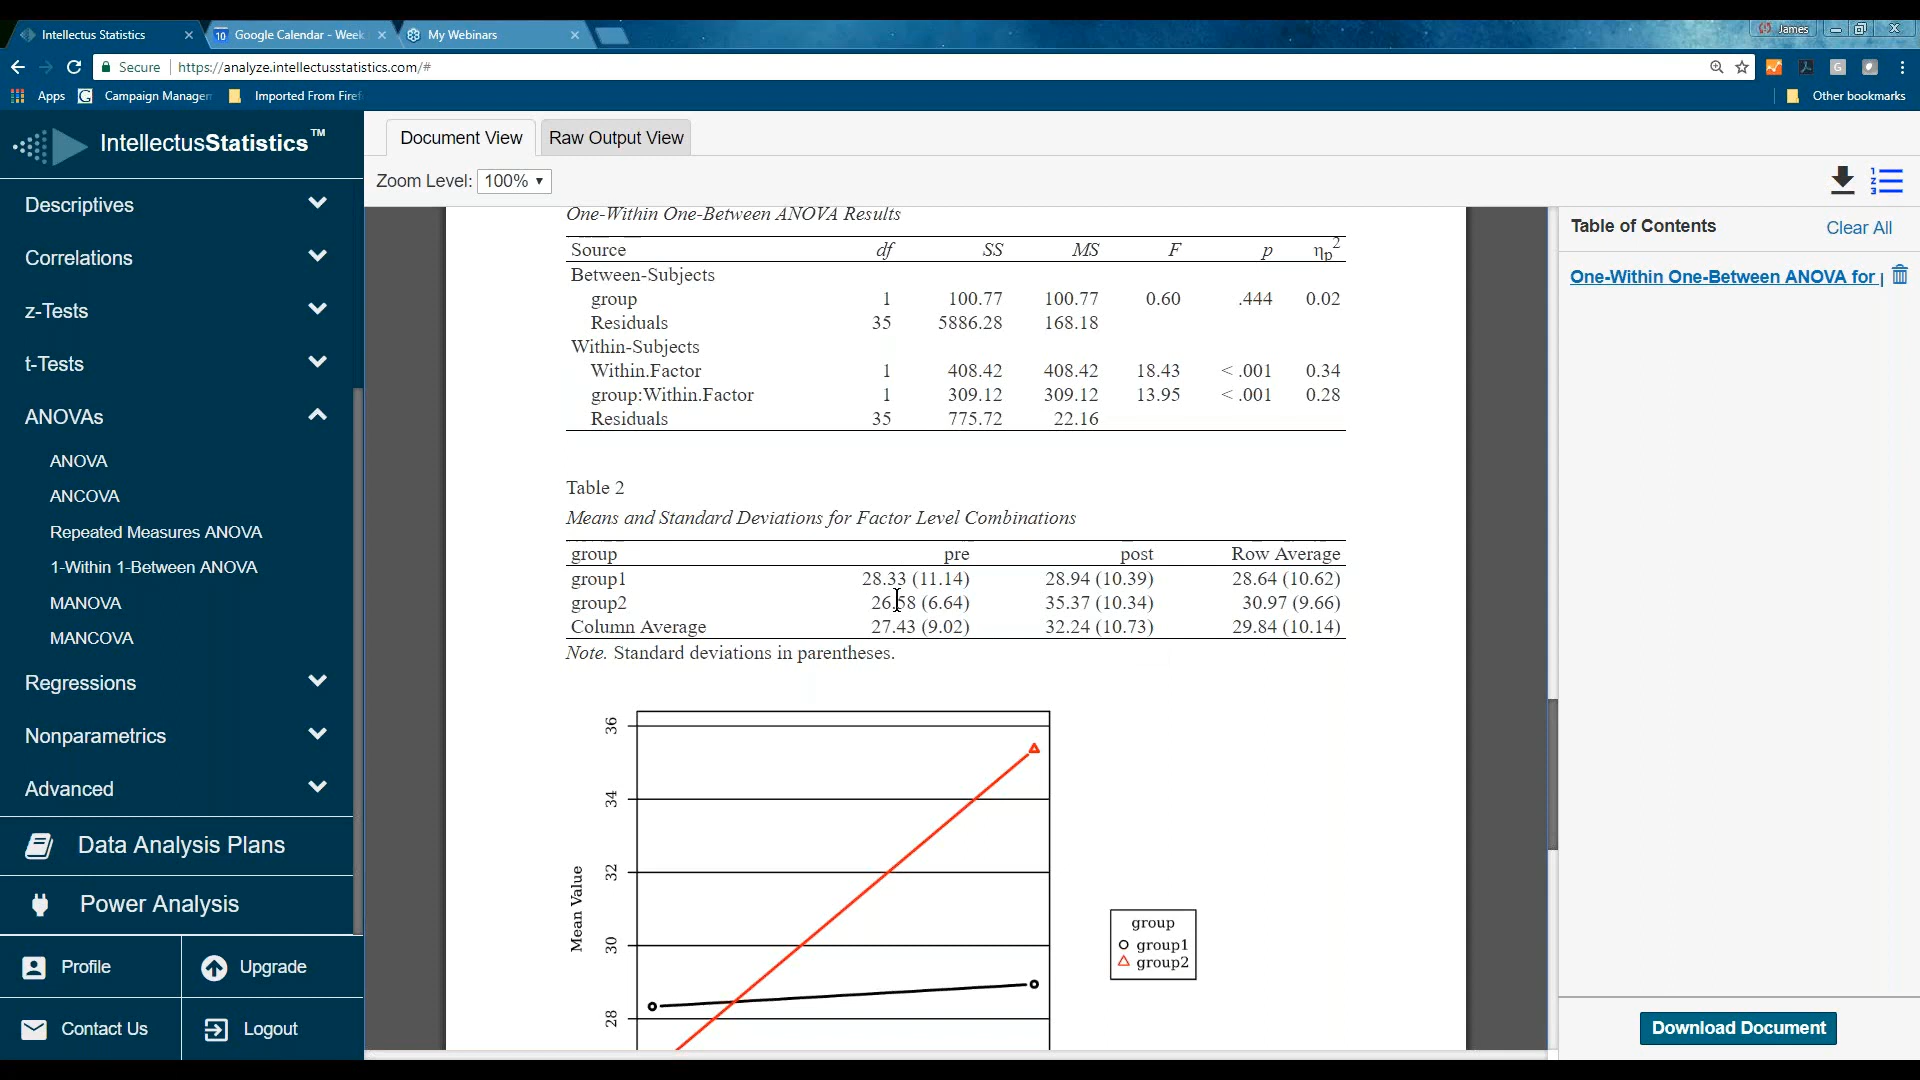 Intellectus Statistics
10 Google Calendar - Week
My Webinars
James
Secure https://analyze.intellectusstatistics.com/#
Apps
Campaign Manager
Imported From Firef
Other bookmarks
IntellectusStatistics™
Descriptives
Correlations
z-Tests
t-Tests
ANOVAs
ANOVA
ANCOVA
Repeated Measures ANOVA
1-Within 1-Between ANOVA
MANOVA
MANCOVA
Regressions
Nonparametrics
Advanced
Data Analysis Plans
Power Analysis
Profile
Upgrade
Contact Us
Logout
Document View
Raw Output View
Zoom Level: 100%
One-Within One-Between ANOVA Results
Source df SS MS F p ηp2
Between-Subjects
group 1 100.77 100.77 0.60 .444 0.02
Residuals 35 5886.28 168.18
Within-Subjects
Within.Factor 1 408.42 408.42 18.43 < .001 0.34
group:Within.Factor 1 309.12 309.12 13.95 < .001 0.28
Residuals 35 775.72 22.16
Table 2
Means and Standard Deviations for Factor Level Combinations
group pre post Row Average
group1 28.33 (11.14) 28.94 (10.39) 28.64 (10.62)
group2 26.58 (6.64) 35.37 (10.34) 30.97 (9.66)
Column Average 27.43 (9.02) 32.24 (10.73) 29.84 (10.14)
Note. Standard deviations in parentheses.
36
34
32
30
28
Mean Value
group
group1
group2
Table of Contents
Clear All
One-Within One-Between ANOVA for
Download Document